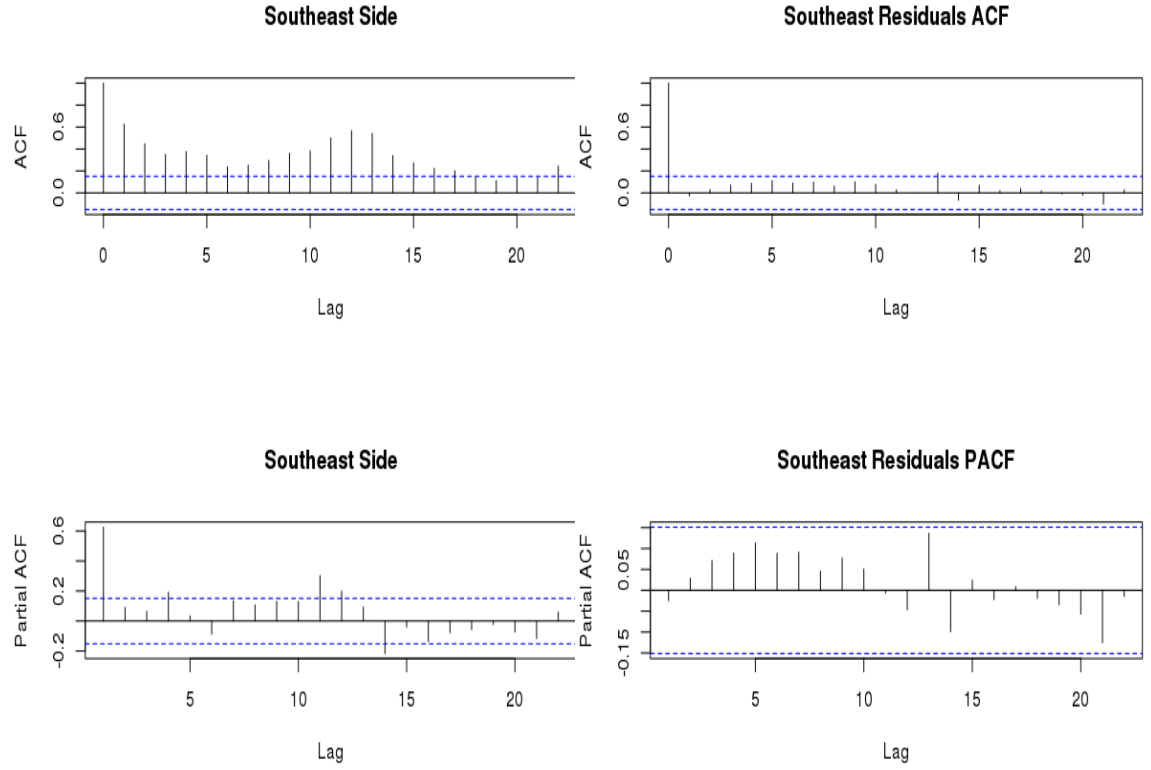 Southeast Side
ACF
0.0 0.6
0 5 10 15 20
Lag
Southeast Residuals ACF
ACF
0.0 0.6
0 5 10 15 20
Lag
Southeast Side
Partial ACF
-0.2 0.2 0.6
5 10 15 20
Lag
Southeast Residuals PACF
Partial ACF
-0.15 0.05
5 10 15 20
Lag